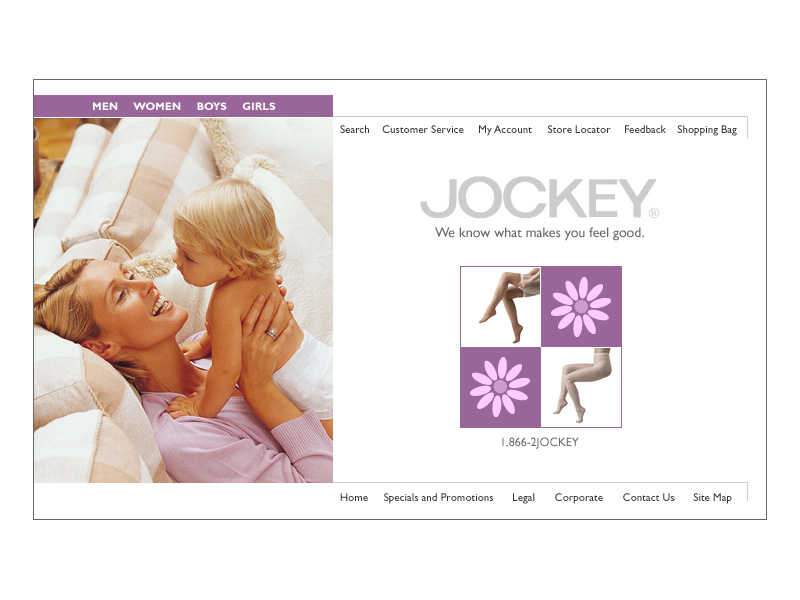 MEN WOMEN BOYS GIRLS
Search Customer Service My Account Store Locator Feedback Shopping Bag
JOCKEY®
We know what makes you feel good.
1.866-2JOCKEY
Home Specials and Promotions Legal Corporate Contact Us Site Map